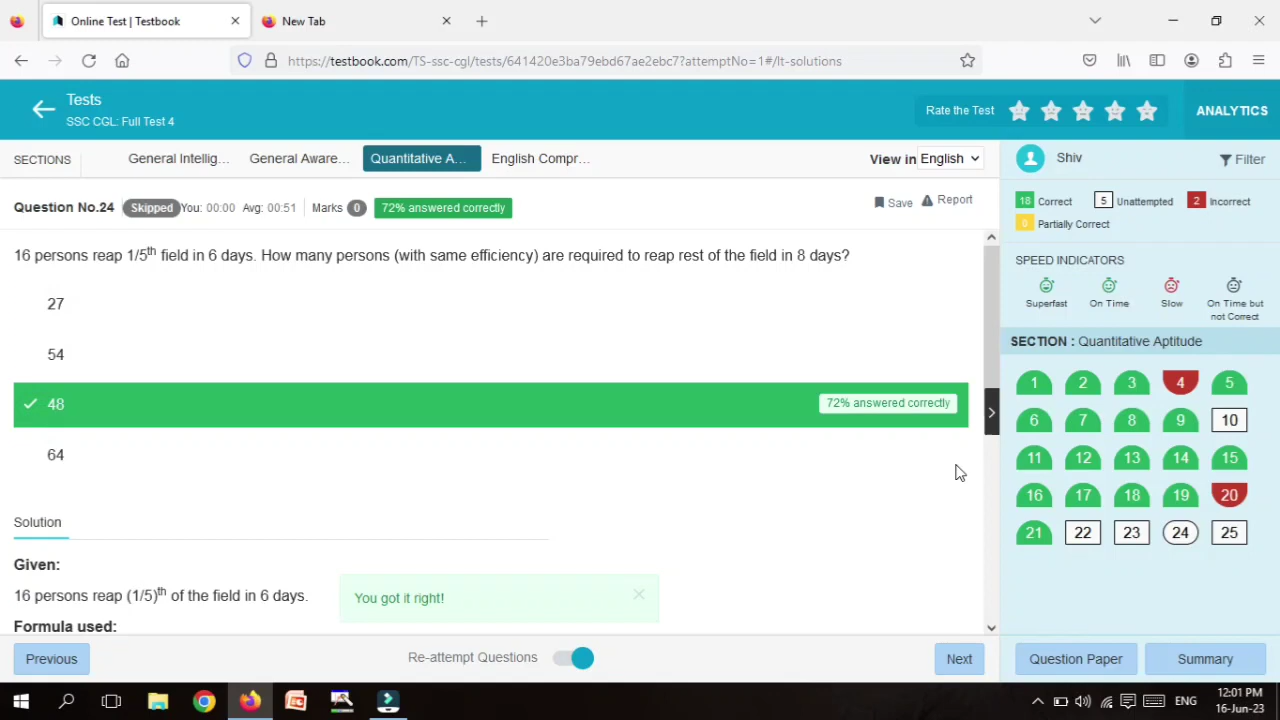 Online Test | Testbook
New Tab
https://testbook.com/TS-ssc-cgl/tests/641420e3ba79ebd67ae2ebc7?attemptNo=1#/lt-solutions
Tests
SSC CGL: Full Test 4
Rate the Test
ANALYTICS
SECTIONS
General Intellig...
General Aware...
Quantitative A...
English Compr...
View in English
Shiv
Filter
Question No.24 Skipped You: 00:00 Avg: 00:51 Marks 0 72% answered correctly
Save Report
18 Correct 5 Unattempted 2 Incorrect
0 Partially Correct
16 persons reap 1/5th field in 6 days. How many persons (with same efficiency) are required to reap rest of the field in 8 days?
27
54
48 72% answered correctly
64
Solution
Given:
16 persons reap (1/5)th of the field in 6 days.
Formula used:
You got it right!
SPEED INDICATORS
Superfast On Time Slow On Time but
not Correct
SECTION : Quantitative Aptitude
1 2 3 4 5
6 7 8 9 10
11 12 13 14 15
16 17 18 19 20
21 22 23 24 25
Previous
Re-attempt Questions
Next
Question Paper
Summary
ENG
12:01 PM
16-Jun-23